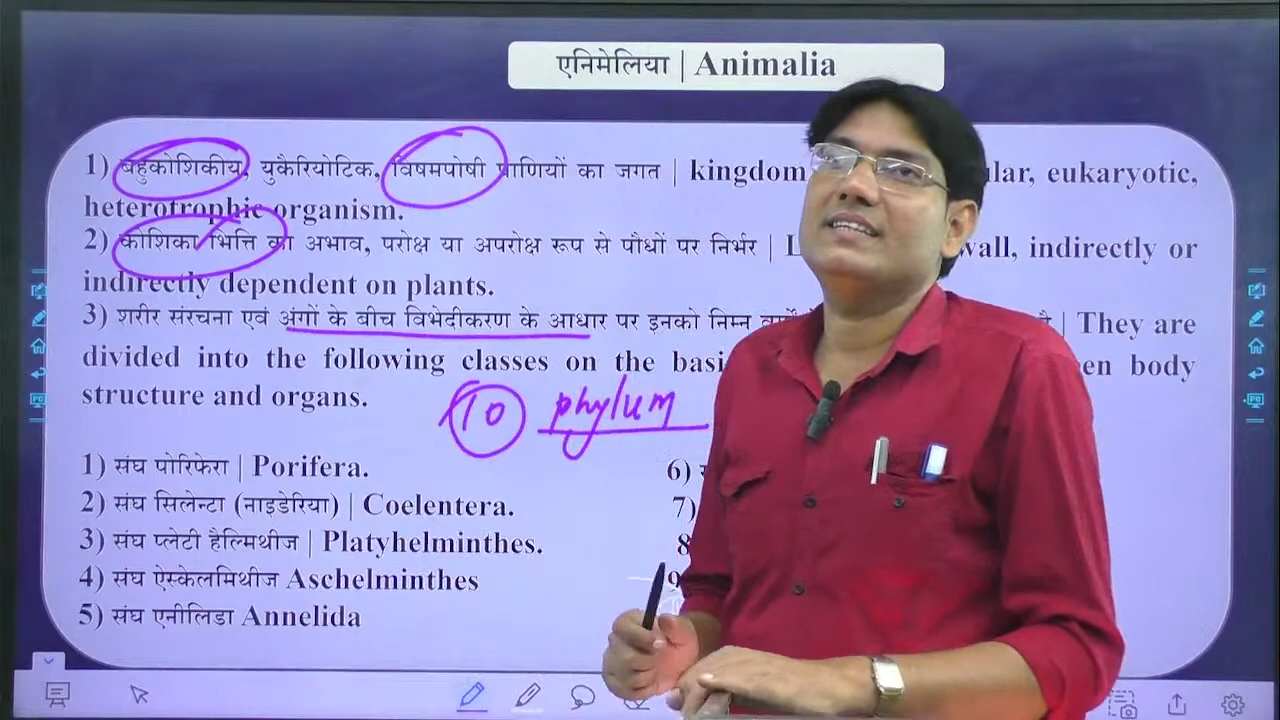 एनिमेलिया | Animalia
1) बहुकोशिकीय, युकैरियोटिक, विषमपोषी प्राणियों का जगत | kingdom eukaryotic,
heterotrophic organism.
2) कोशिका भित्ति का अभाव, परोक्ष या अपरोक्ष रूप से पौधों पर निर्भर | wall, indirectly or
indirectly dependent on plants.
3) शरीर संरचना एवं अंगों के बीच विभेदीकरण के आधार पर इनको निम्न | They are
divided into the following classes on the body
structure and organs.
10 phylum
1) संघ पोरिफेरा | Porifera.
2) संघ सिलेन्टा (नाइडेरिया) | Coelentera.
3) संघ प्लेटी हैल्मिथीज | Platyhelminthes.
4) संघ ऐस्केलमिथीज Aschelminthes
5) संघ एनीलिडा Annelida
6)
7)
8
9